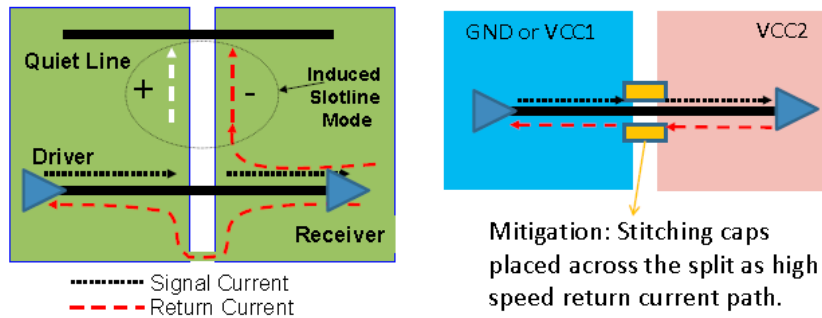 Quiet Line
+
-
Induced
Slotline
Mode
Driver
Receiver
Signal Current
Return Current
GND or VCC1
VCC2
Mitigation: Stitching caps
placed across the split as high
speed return current path.